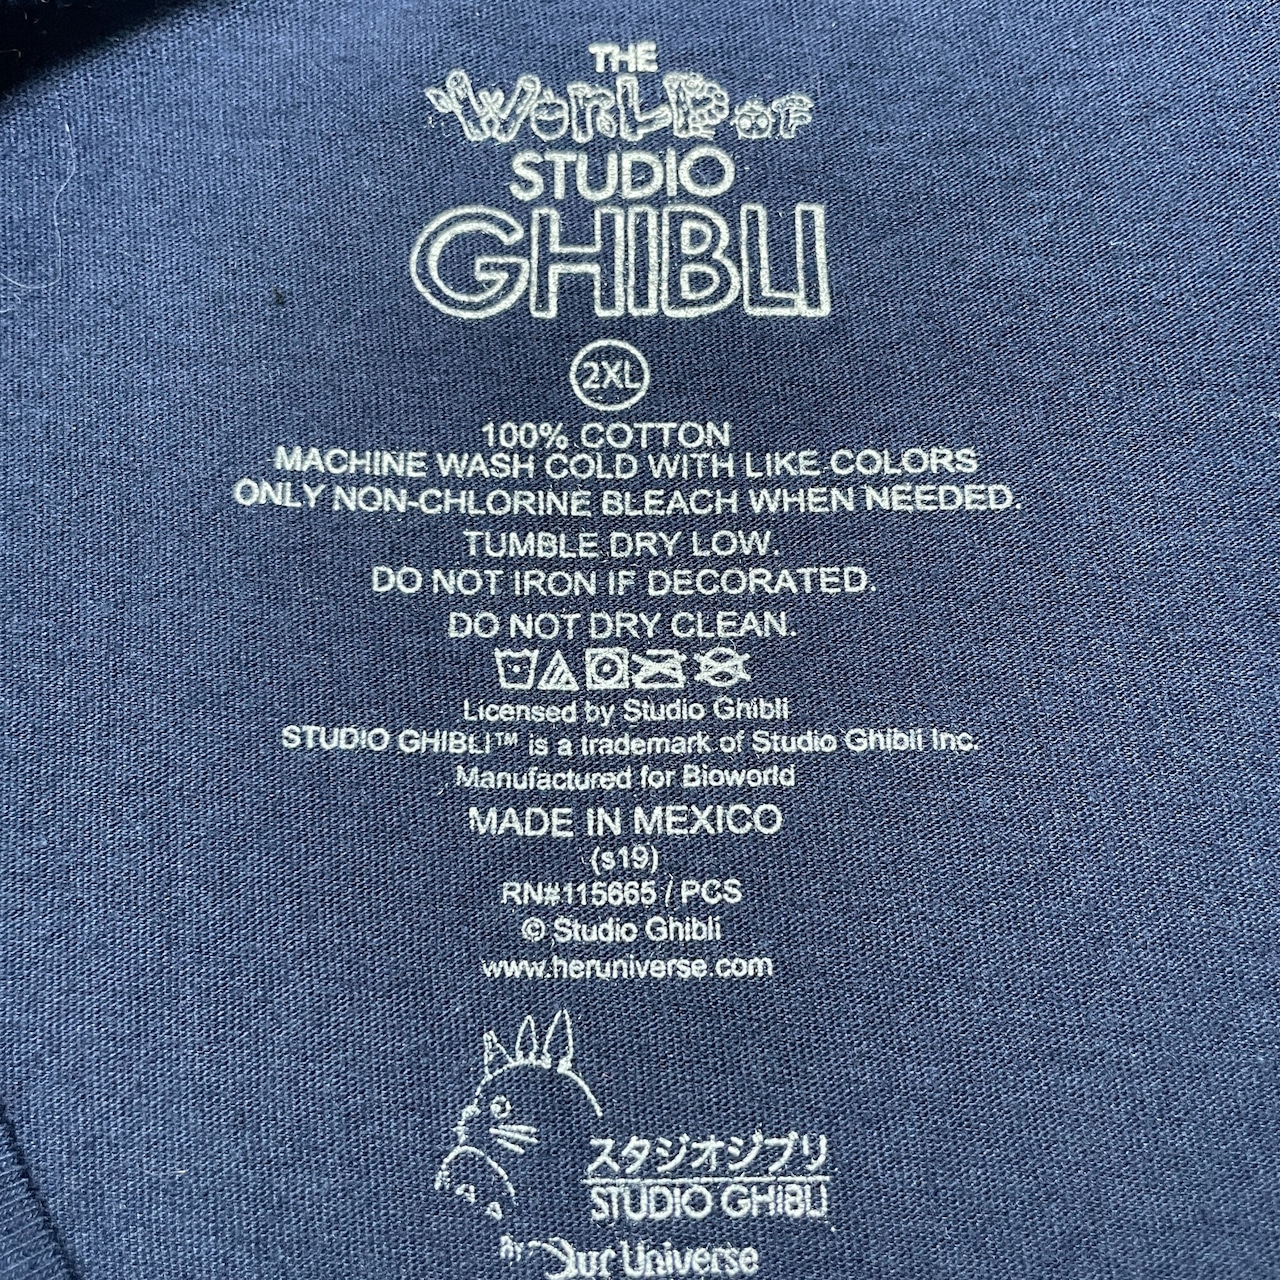 THE
WORLD OF
STUDIO
GHIBLI
2XL
100% COTTON
MACHINE WASH COLD WITH LIKE COLORS
ONLY NON-CHLORINE BLEACH WHEN NEEDED.
TUMBLE DRY LOW.
DO NOT IRON IF DECORATED.
DO NOT DRY CLEAN.
Licensed by Studio Ghibli
STUDIO GHIBLI™ is a trademark of Studio Ghibli Inc.
Manufactured for Bioworld
MADE IN MEXICO
(s19)
RN#115665 / PCS
© Studio Ghibli
www.heruniverse.com
スタジオジブリ
STUDIO GHIBLI
By Our Universe